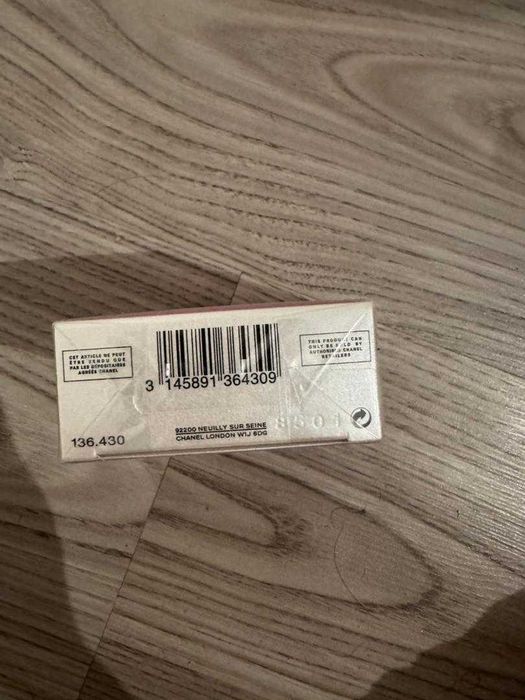 CET ARTICLE NE PEUT
ÊTRE VENDU QUE
PAR LES DÉPOSITAIRES
AGRÉÉS CHANEL
THIS PRODUCT CAN
ONLY BE SOLD BY
AUTHORISED CHANEL
RETAILERS
3 145891 364309
136.430
92200 NEUILLY SUR SEINE
CHANEL LONDON W1J 6DG
8501